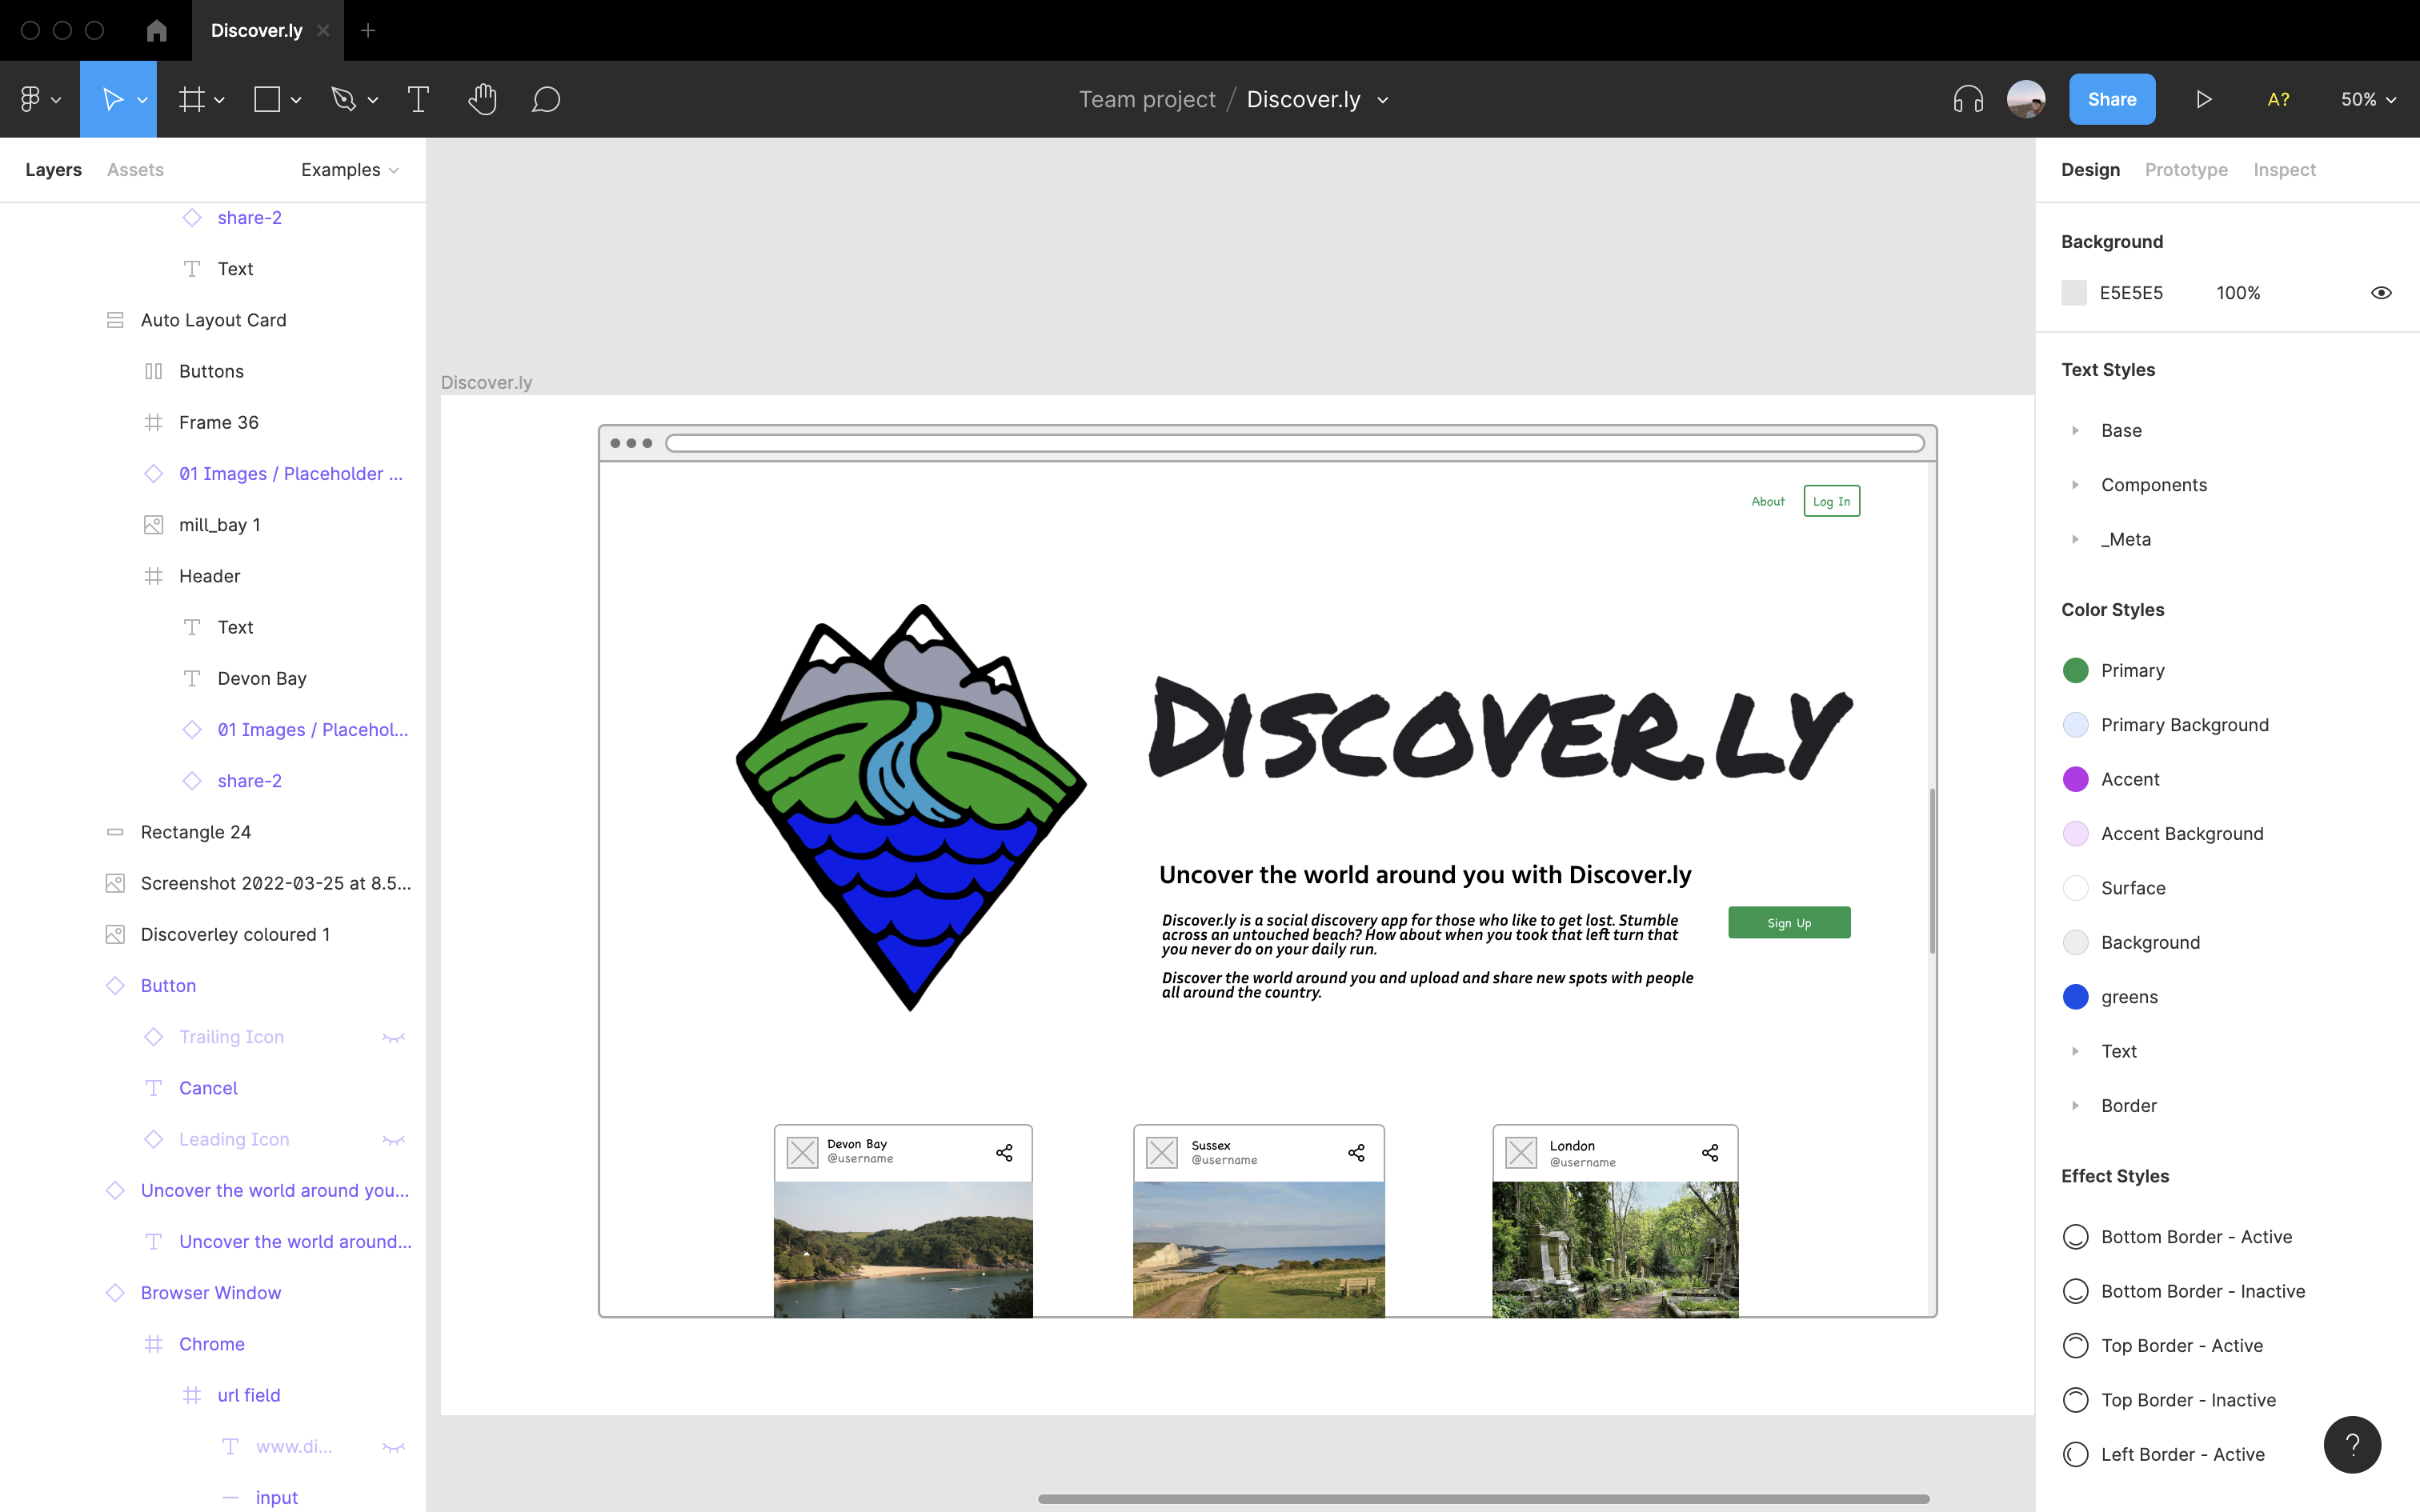 Discover.ly
Team project / Discover.ly
Share
A?
50%
Layers
Assets
Examples
share-2
Text
Auto Layout Card
Buttons
Frame 36
01 Images / Placeholder ...
mill_bay 1
Header
Text
Devon Bay
01 Images / Placehol...
share-2
Rectangle 24
Screenshot 2022-03-25 at 8.5...
Discoverley coloured 1
Button
Trailing Icon
Cancel
Leading Icon
Uncover the world around you...
Uncover the world around...
Browser Window
Chrome
url field
www.di...
input
Discover.ly
About
Log In
DISCOVER.LY
Uncover the world around you with Discover.ly
Discover.ly is a social discovery app for those who like to get lost. Stumble
across an untouched beach? How about when you took that left turn that
you never do on your daily run.
Discover the world around you and upload and share new spots with people
all around the country.
Sign Up
Devon Bay
@username
Sussex
@username
London
@username
Design
Prototype
Inspect
Background
E5E5E5
100%
Text Styles
Base
Components
_Meta
Color Styles
Primary
Primary Background
Accent
Accent Background
Surface
Background
greens
Text
Border
Effect Styles
Bottom Border - Active
Bottom Border - Inactive
Top Border - Active
Top Border - Inactive
Left Border - Active
?